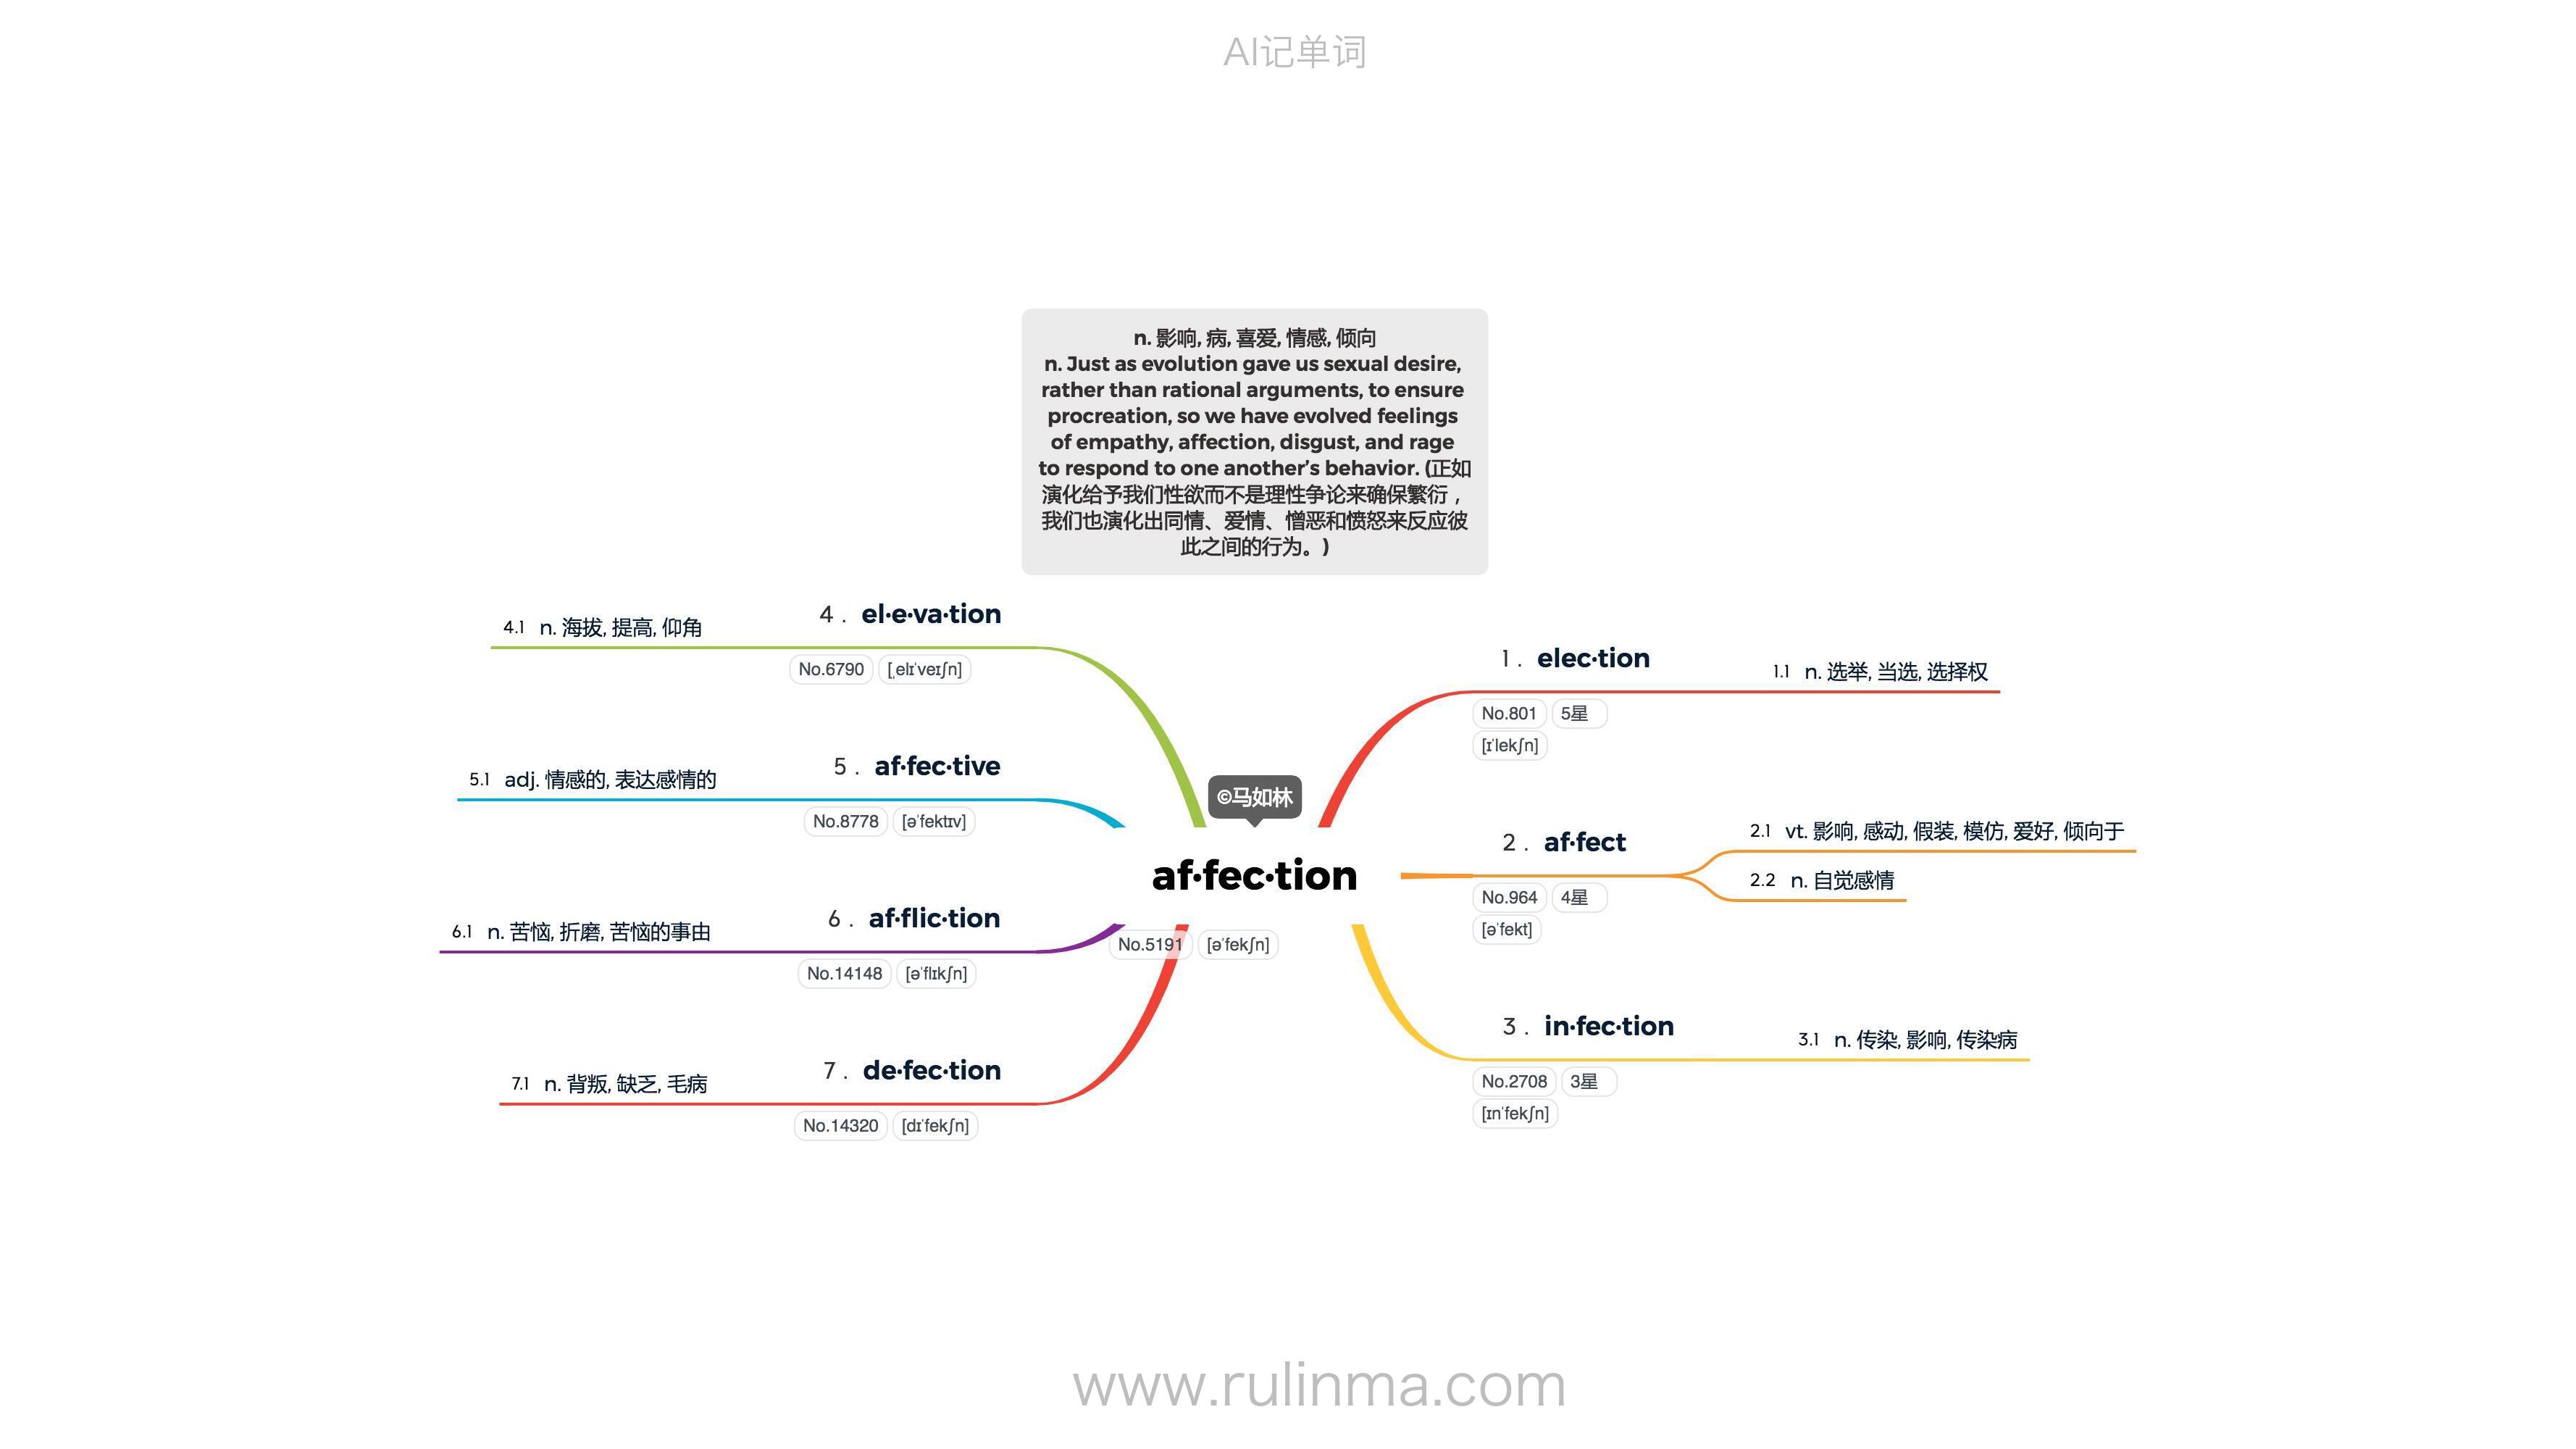 AI记单词
n. 影响, 病, 喜爱, 情感, 倾向
n. Just as evolution gave us sexual desire,
rather than rational arguments, to ensure
procreation, so we have evolved feelings
of empathy, affection, disgust, and rage
to respond to one another’s behavior. (正如
演化给予我们性欲而不是理性争论来确保繁衍，
我们也演化出同情、爱情、憎恶和愤怒来反应彼
此之间的行为。)
©马如林
af·fec·tion
No.5191 [əˈfekʃn]
1. elec·tion
No.801 5星
[ɪˈlekʃn]
1.1 n. 选举, 当选, 选择权
2. af·fect
No.964 4星
[əˈfekt]
2.1 vt. 影响, 感动, 假装, 模仿, 爱好, 倾向于
2.2 n. 自觉感情
3. in·fec·tion
No.2708 3星
[ɪnˈfekʃn]
3.1 n. 传染, 影响, 传染病
4. el·e·va·tion
No.6790 [ˌelɪˈveɪʃn]
4.1 n. 海拔, 提高, 仰角
5. af·fec·tive
No.8778 [əˈfektɪv]
5.1 adj. 情感的, 表达感情的
6. af·flic·tion
No.14148 [əˈflɪkʃn]
6.1 n. 苦恼, 折磨, 苦恼的事由
7. de·fec·tion
No.14320 [dɪˈfekʃn]
7.1 n. 背叛, 缺乏, 毛病
www.rulinma.com